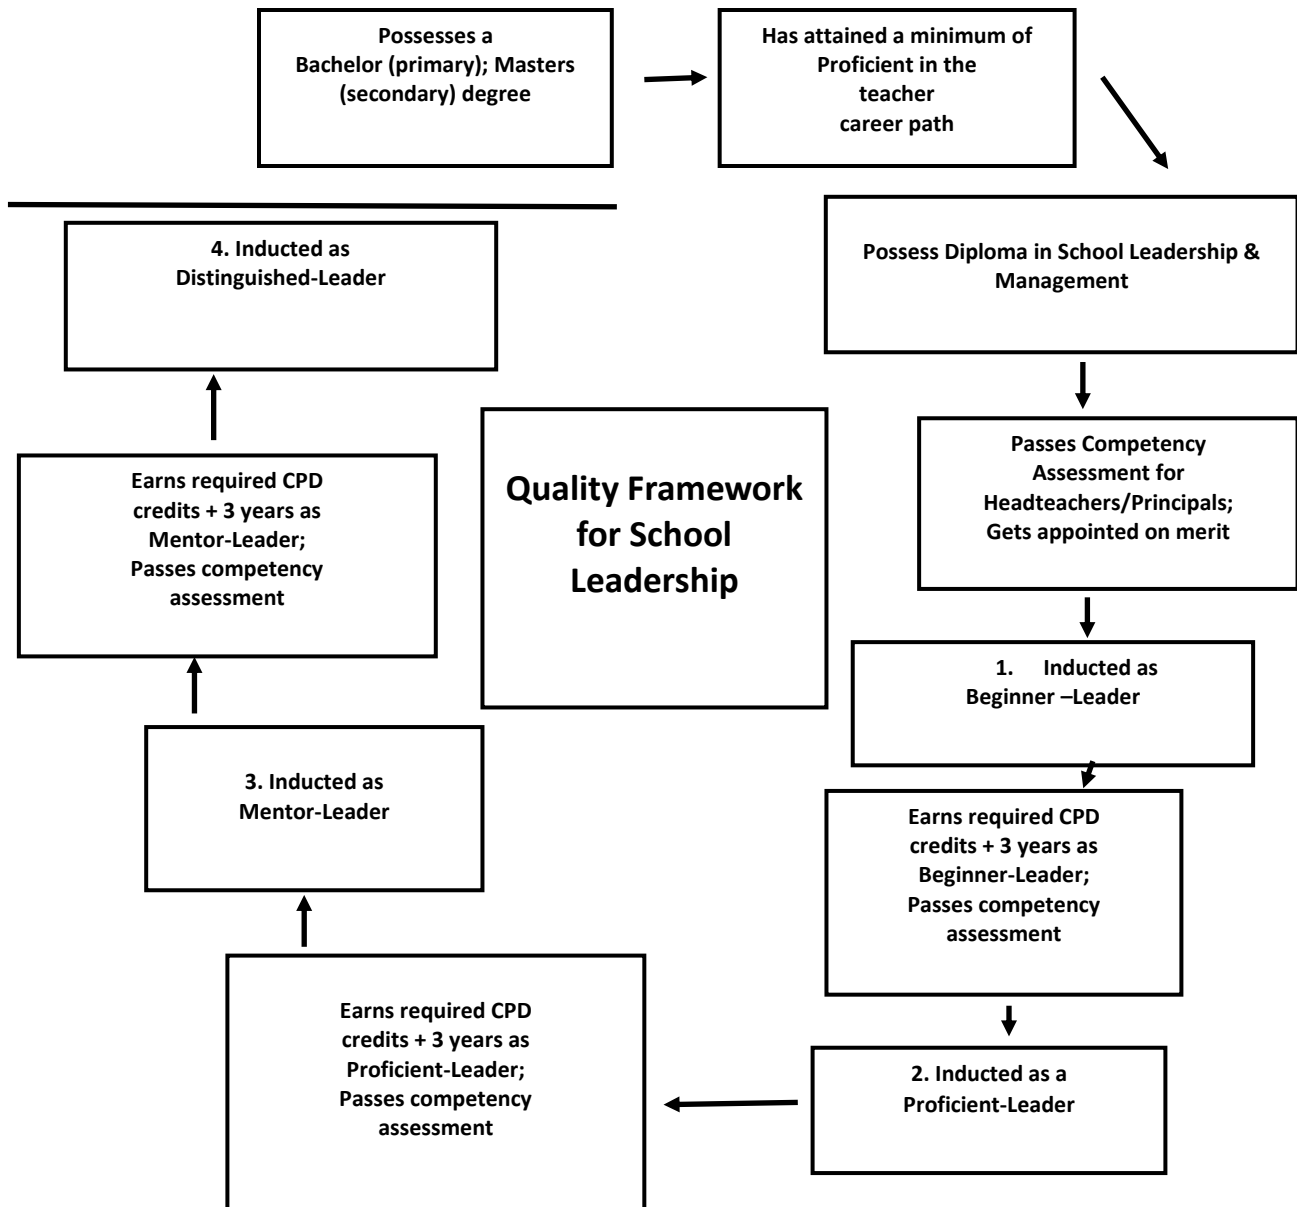 Possesses a
Bachelor (primary); Masters
(secondary) degree
Has attained a minimum of
Proficient in the
teacher
career path
Possess Diploma in School Leadership &
Management
Passes Competency
Assessment for
Headteachers/Principals;
Gets appointed on merit
1. Inducted as
Beginner –Leader
Earns required CPD
credits + 3 years as
Beginner-Leader;
Passes competency
assessment
2. Inducted as a
Proficient-Leader
Earns required CPD
credits + 3 years as
Proficient-Leader;
Passes competency
assessment
3. Inducted as
Mentor-Leader
Earns required CPD
credits + 3 years as
Mentor-Leader;
Passes competency
assessment
4. Inducted as
Distinguished-Leader
Quality Framework
for School
Leadership